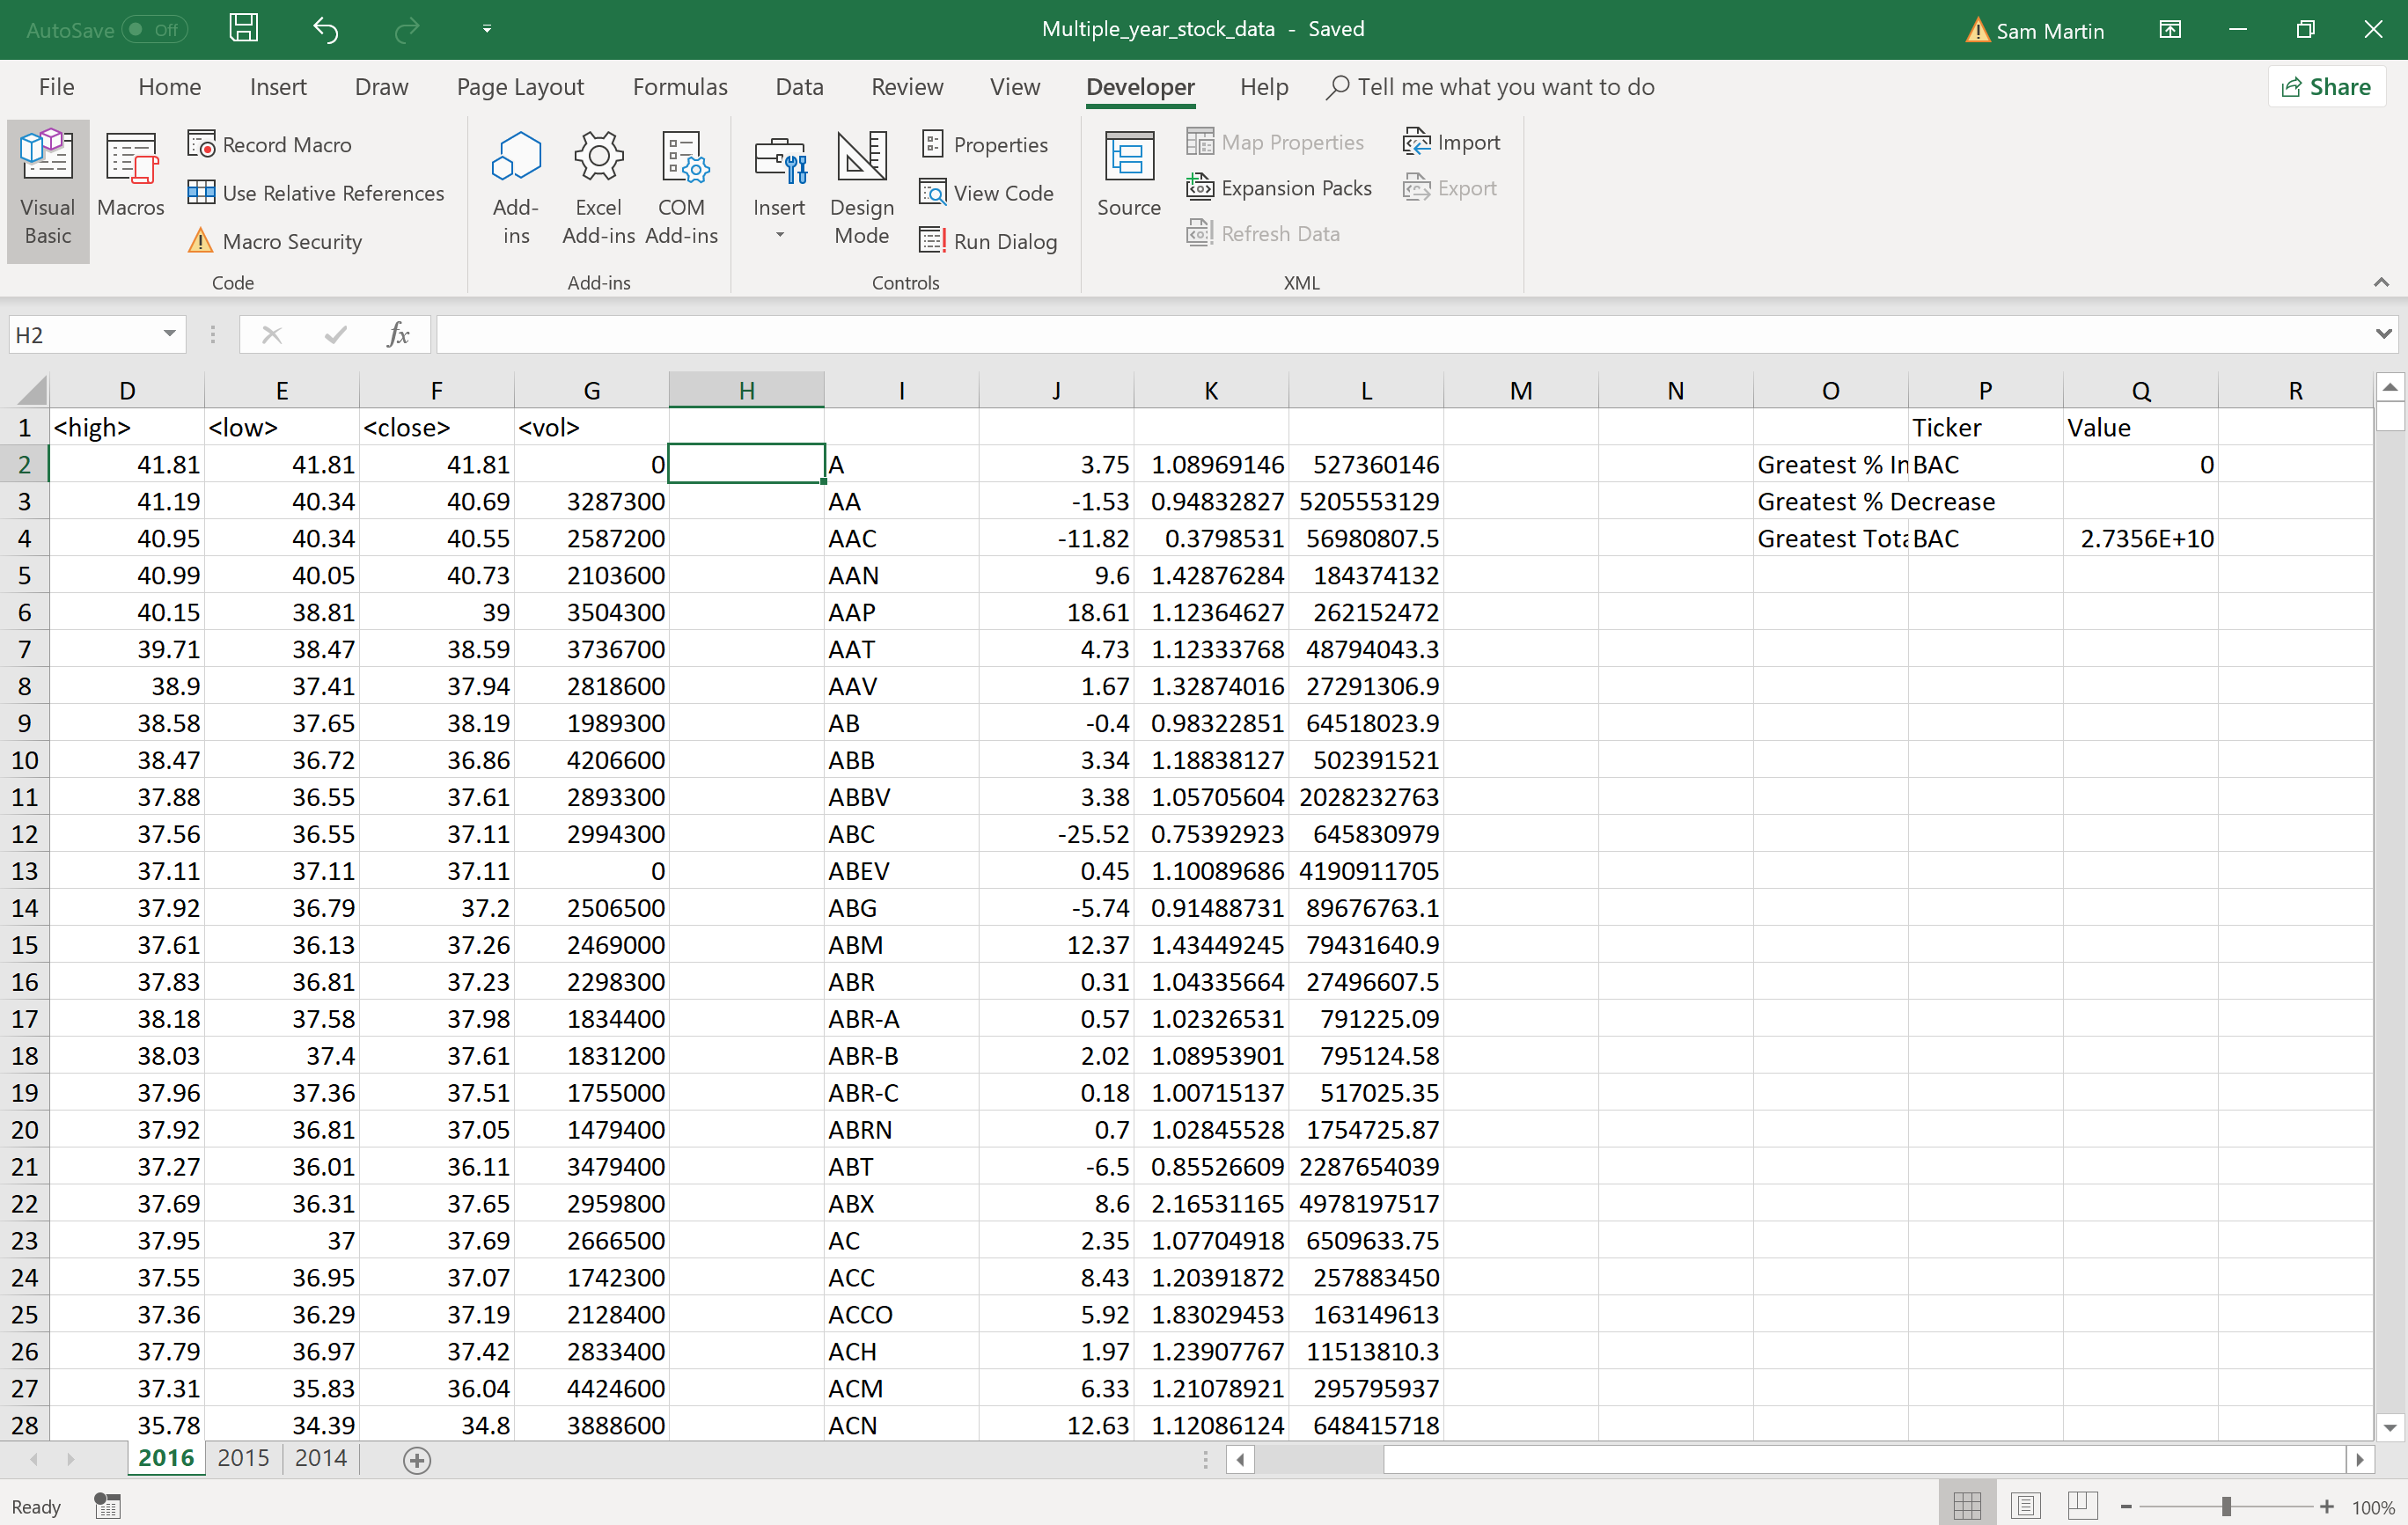 AutoSave Off Multiple_year_stock_data - Saved Sam Martin
File Home Insert Draw Page Layout Formulas Data Review View Developer Help Tell me what you want to do Share
Visual Basic
Macros
Record Macro
Use Relative References
Macro Security
Code
Add-ins
Excel Add-ins
COM Add-ins
Add-ins
Insert
Design Mode
Properties
View Code
Run Dialog
Controls
Source
Map Properties
Expansion Packs
Refresh Data
Import
Export
XML
H2 fx
D E F G H I J K L M N O P Q R
1 <high> <low> <close> <vol> Ticker Value
2 41.81 41.81 41.81 0 A 3.75 1.08969146 527360146 Greatest % In BAC 0
3 41.19 40.34 40.69 3287300 AA -1.53 0.94832827 5205553129 Greatest % Decrease
4 40.95 40.34 40.55 2587200 AAC -11.82 0.3798531 56980807.5 Greatest Tota BAC 2.7356E+10
5 40.99 40.05 40.73 2103600 AAN 9.6 1.42876284 184374132
6 40.15 38.81 39 3504300 AAP 18.61 1.12364627 262152472
7 39.71 38.47 38.59 3736700 AAT 4.73 1.12333768 48794043.3
8 38.9 37.41 37.94 2818600 AAV 1.67 1.32874016 27291306.9
9 38.58 37.65 38.19 1989300 AB -0.4 0.98322851 64518023.9
10 38.47 36.72 36.86 4206600 ABB 3.34 1.18838127 502391521
11 37.88 36.55 37.61 2893300 ABBV 3.38 1.05705604 2028232763
12 37.56 36.55 37.11 2994300 ABC -25.52 0.75392923 645830979
13 37.11 37.11 37.11 0 ABEV 0.45 1.10089686 4190911705
14 37.92 36.79 37.2 2506500 ABG -5.74 0.91488731 89676763.1
15 37.61 36.13 37.26 2469000 ABM 12.37 1.43449245 79431640.9
16 37.83 36.81 37.23 2298300 ABR 0.31 1.04335664 27496607.5
17 38.18 37.58 37.98 1834400 ABR-A 0.57 1.02326531 791225.09
18 38.03 37.4 37.61 1831200 ABR-B 2.02 1.08953901 795124.58
19 37.96 37.36 37.51 1755000 ABR-C 0.18 1.00715137 517025.35
20 37.92 36.81 37.05 1479400 ABRN 0.7 1.02845528 1754725.87
21 37.27 36.01 36.11 3479400 ABT -6.5 0.85526609 2287654039
22 37.69 36.31 37.65 2959800 ABX 8.6 2.16531165 4978197517
23 37.95 37 37.69 2666500 AC 2.35 1.07704918 6509633.75
24 37.55 36.95 37.07 1742300 ACC 8.43 1.20391872 257883450
25 37.36 36.29 37.19 2128400 ACCO 5.92 1.83029453 163149613
26 37.79 36.97 37.42 2833400 ACH 1.97 1.23907767 11513810.3
27 37.31 35.83 36.04 4424600 ACM 6.33 1.21078921 295795937
28 35.78 34.39 34.8 3888600 ACN 12.63 1.12086124 648415718
2016 2015 2014
Ready 100%